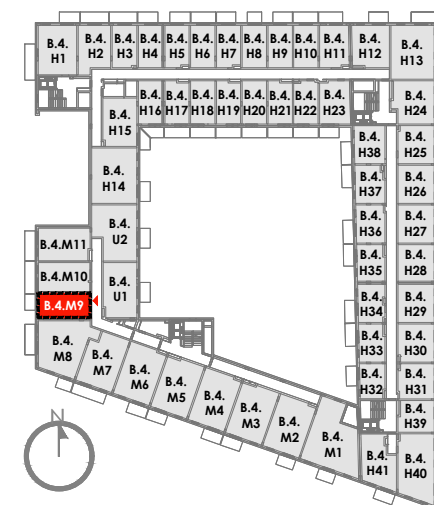 B.4. B.4. B.4. B.4. B.4. B.4. B.4. B.4. B.4. B.4. B.4. B.4. B.4.
H1 H2 H3 H4 H5 H6 H7 H8 H9 H10 H11 H12 H13
B.4. B.4. B.4. B.4. B.4. B.4. B.4. B.4. B.4.
H16 H17 H18 H19 H20 H21 H22 H23 H24
B.4.
H15
B.4. B.4.
H38 H25
B.4. B.4.
H37 H26
B.4.
H14
B.4. B.4.
H36 H27
B.4.
U2
B.4.M11
B.4. B.4.
H35 H28
B.4.M10
B.4.
U1
B.4.M9
B.4. B.4.
H34 H29
B.4. B.4.
H33 H30
B.4.
M8
B.4.
M7
B.4.
M6
B.4.
M5
B.4.
M4
B.4.
M3
B.4.
M2
B.4.
M1
B.4. B.4.
H32 H31
B.4.
H39
B.4. B.4.
H41 H40
N